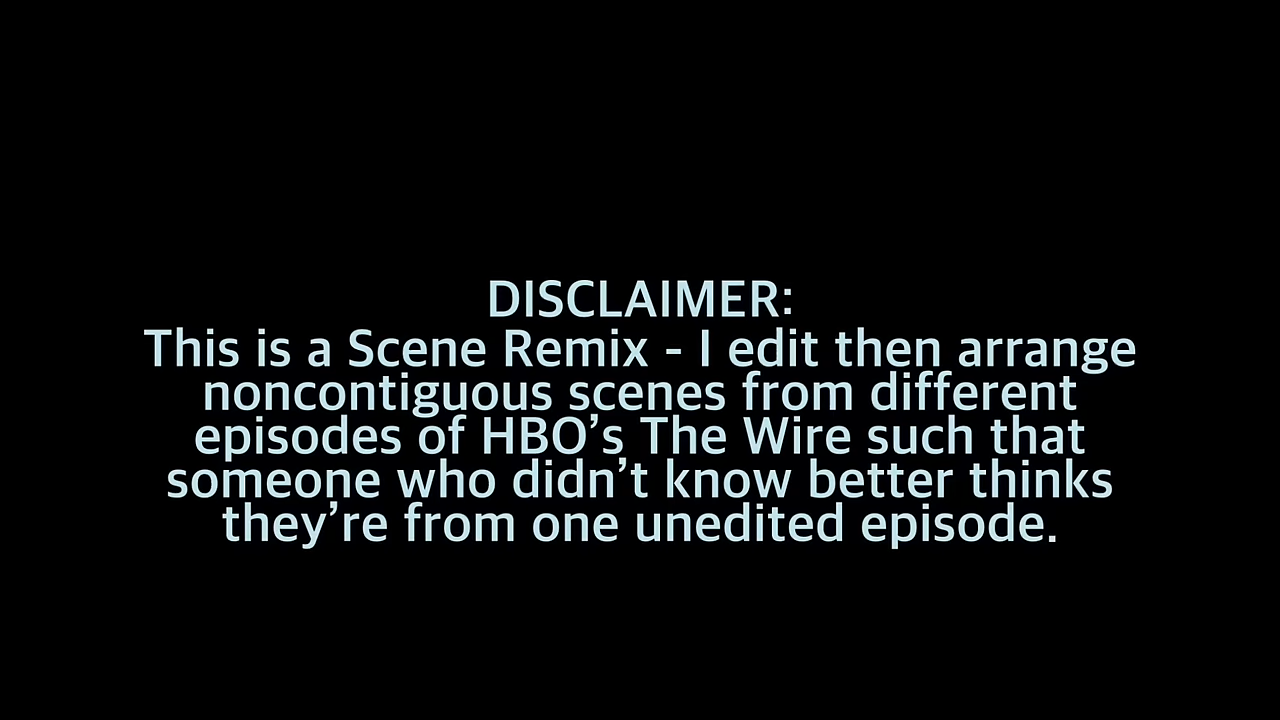 DISCLAIMER:
This is a Scene Remix - I edit then arrange
noncontiguous scenes from different
episodes of HBO’s The Wire such that
someone who didn’t know better thinks
they’re from one unedited episode.